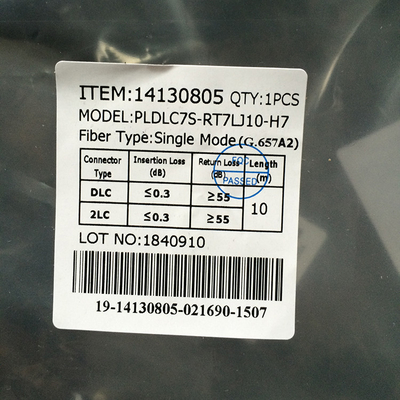 ITEM:14130805 QTY:1PCS
MODEL:PLDLC7S-RT7LJ10-H7
Fiber Type:Single Mode(G.657A2)
Connector Type Insertion Loss (dB) Return Loss (dB) Length (m)
DLC ≤0.3 ≥55 10
2LC ≤0.3 ≥55
PASSED
LOT NO:1840910
19-14130805-021690-1507